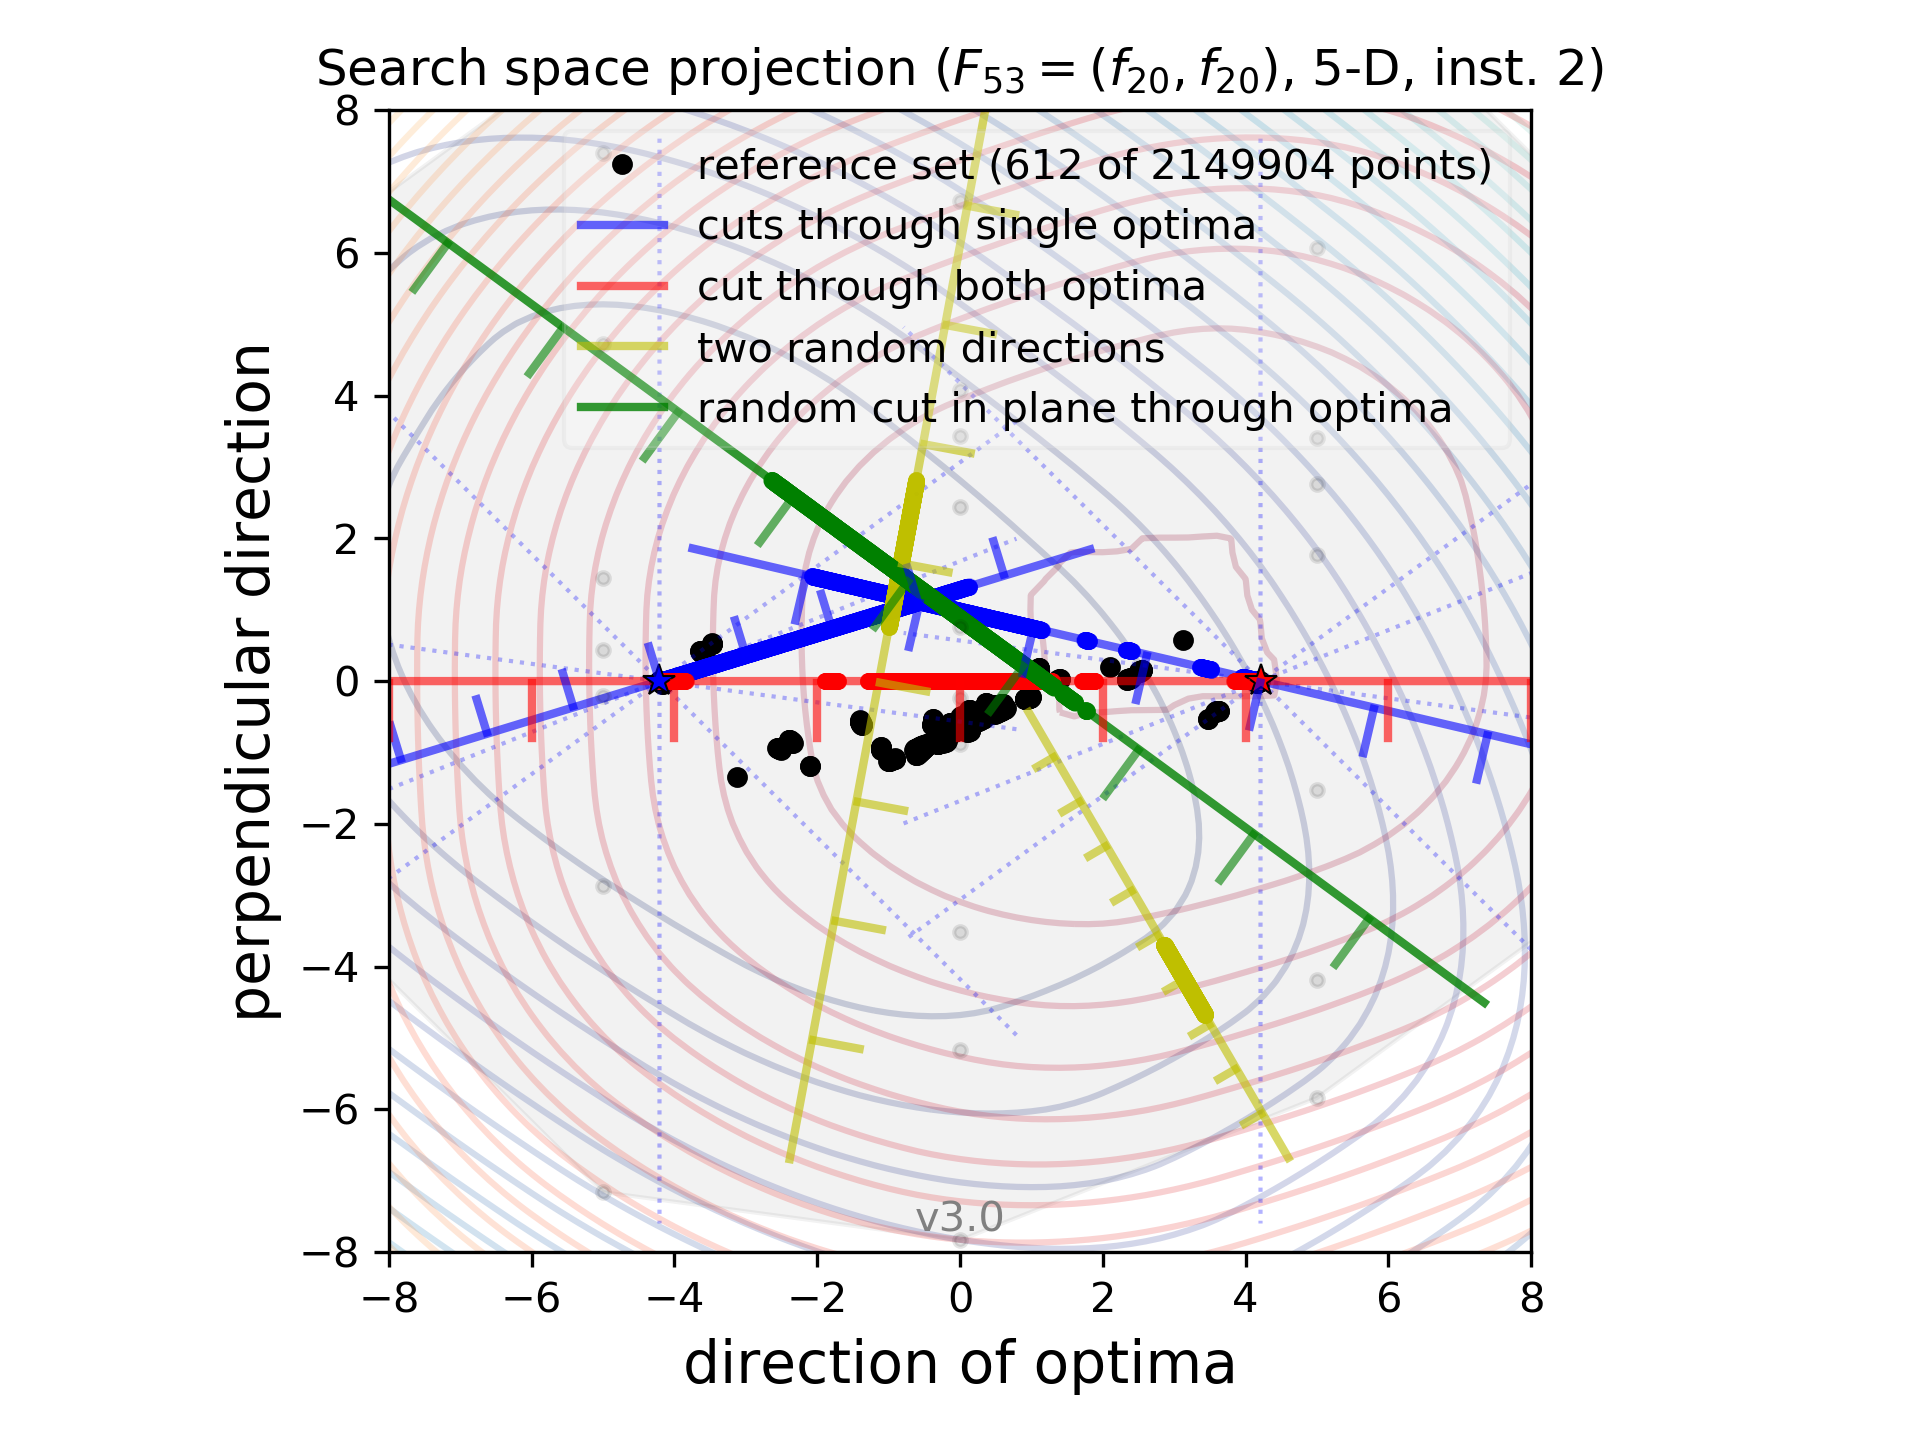 Search space projection (F₅₃ = (f₂₀, f₂₀), 5-D, inst. 2)
8
6
4
2
0
−2
−4
−6
−8
perpendicular direction
reference set (612 of 2149904 points)
cuts through single optima
cut through both optima
two random directions
random cut in plane through optima
v3.0
−8 −6 −4 −2 0 2 4 6 8
direction of optima